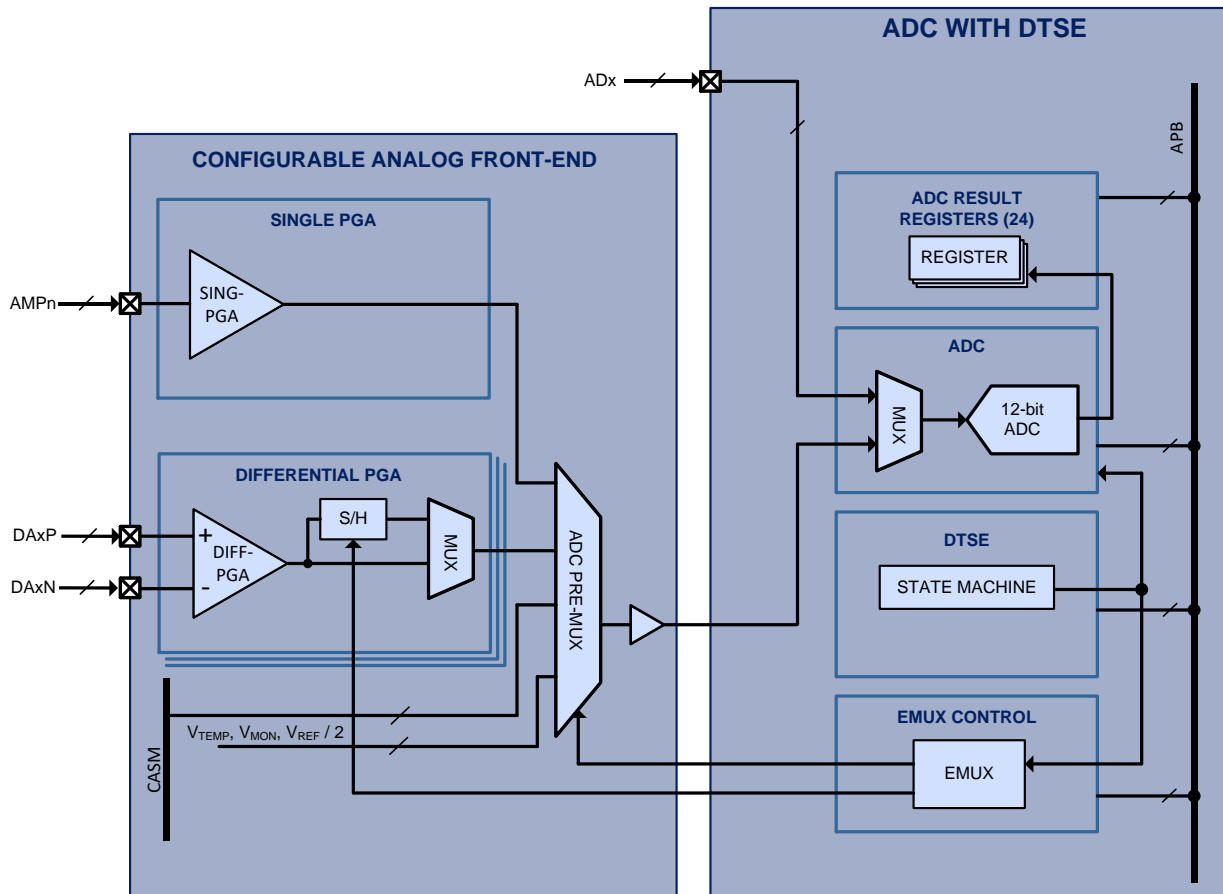 ADC WITH DTSE
ADx
APB
CONFIGURABLE ANALOG FRONT-END
SINGLE PGA
AMPn
SING-
PGA
ADC RESULT
REGISTERS (24)
REGISTER
ADC
MUX
12-bit
ADC
DIFFERENTIAL PGA
DAxP
DAxN
+
DIFF-
PGA
-
S/H
MUX
ADC PRE-MUX
DTSE
STATE MACHINE
CASM
VTEMP, VMON, VREF / 2
EMUX CONTROL
EMUX